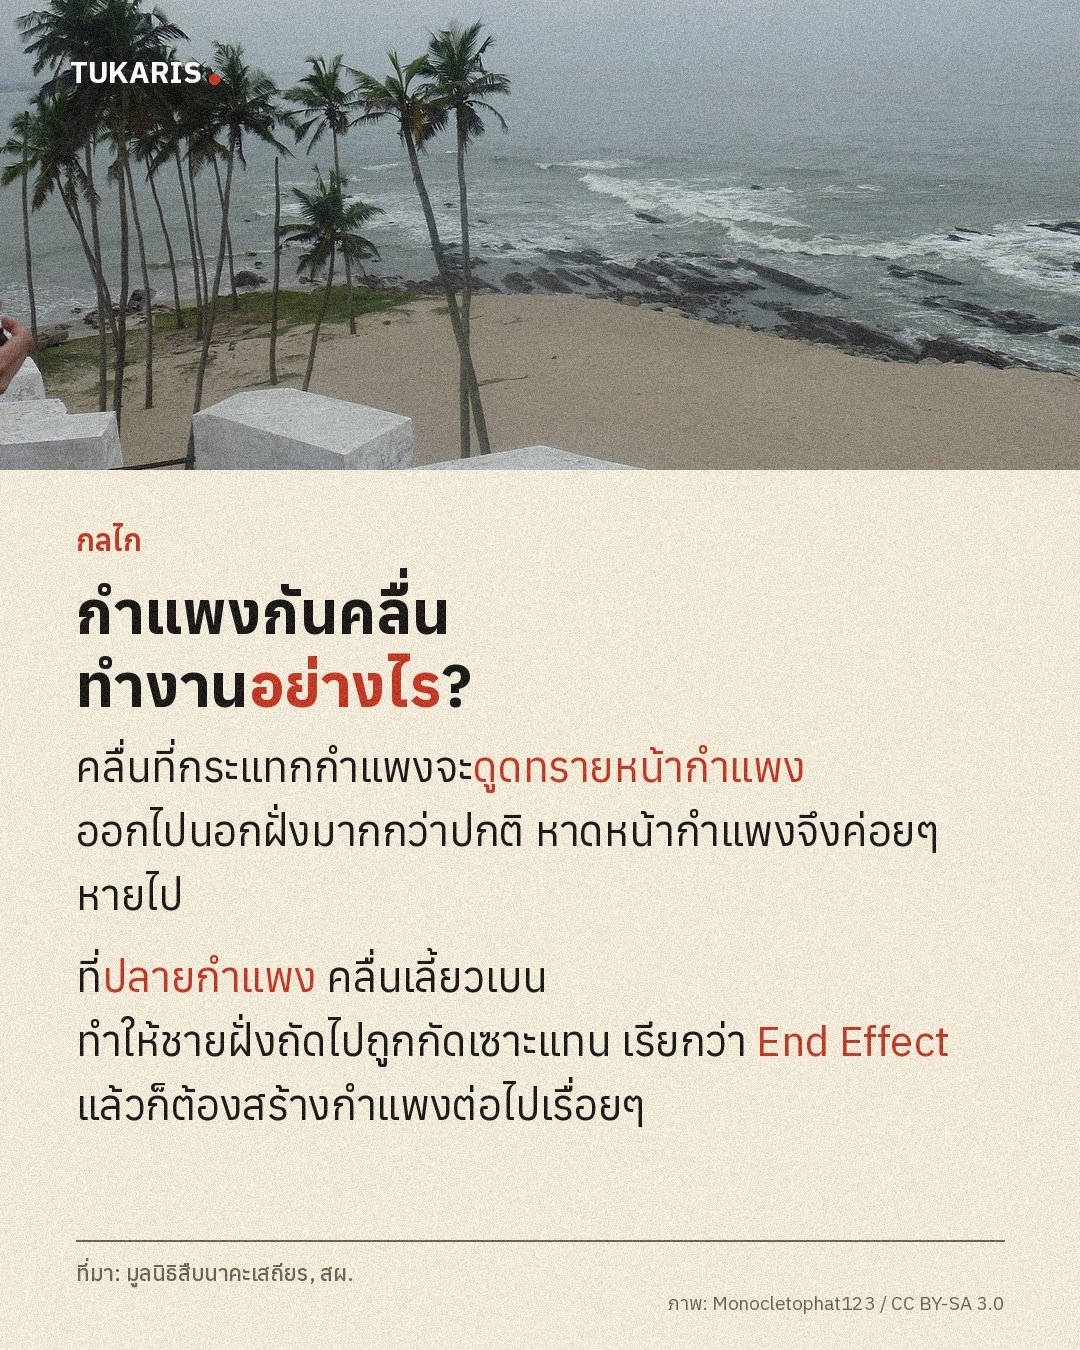 TUKARIS
กลไก
กำแพงกันคลื่น
ทำงานอย่างไร?
คลื่นที่กระแทกกำแพงจะดูดทรายหน้ากำแพง
ออกไปนอกฝั่งมากกว่าปกติ หาดหน้ากำแพงจึงค่อยๆ
หายไป
ที่ปลายกำแพง คลื่นเลี้ยวเบน
ทำให้ชายฝั่งถัดไปถูกกัดเซาะแทน เรียกว่า End Effect
แล้วก็ต้องสร้างกำแพงต่อไปเรื่อยๆ
ที่มา: มูลนิธิสืบนาคะเสถียร, สผ.
ภาพ: Monocletophat123 / CC BY-SA 3.0